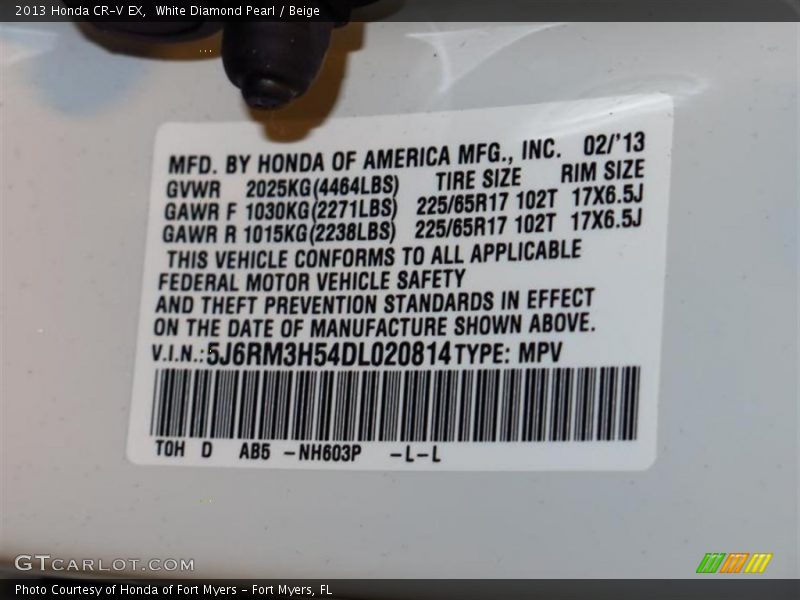 2013 Honda CR-V EX, White Diamond Pearl / Beige
MFD. BY HONDA OF AMERICA MFG., INC. 02/'13
GVWR 2025KG(4464LBS) TIRE SIZE RIM SIZE
GAWR F 1030KG(2271LBS) 225/65R17 102T 17X6.5J
GAWR R 1015KG(2238LBS) 225/65R17 102T 17X6.5J
THIS VEHICLE CONFORMS TO ALL APPLICABLE
FEDERAL MOTOR VEHICLE SAFETY
AND THEFT PREVENTION STANDARDS IN EFFECT
ON THE DATE OF MANUFACTURE SHOWN ABOVE.
V.I.N.: 5J6RM3H54DL020814 TYPE: MPV
TOH D AB5 -NH603P -L-L
GTCARLOT.COM
Photo Courtesy of Honda of Fort Myers - Fort Myers, FL